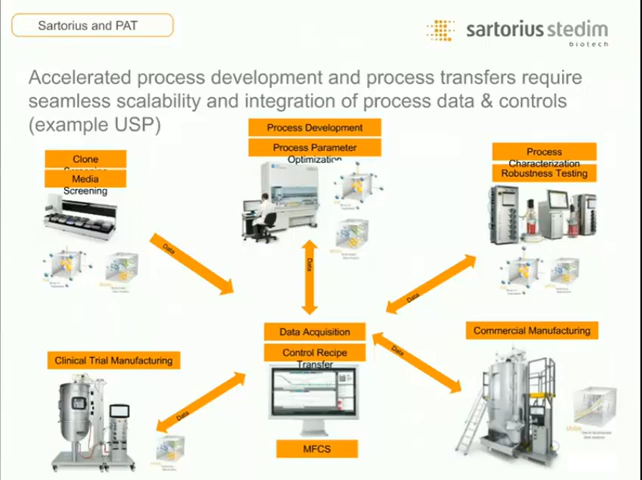 Sartorius and PAT
sartorius stedim
biotech
Accelerated process development and process transfers require
seamless scalability and integration of process data & controls
(example USP)
Process Development
Process Parameter
Optimization
Clone
Screening
Media
Screening
Process
Characterization
Robustness Testing
Data
Data
Data
Data Acquisition
Control Recipe
Transfer
MFCS
Commercial Manufacturing
Data
Clinical Trial Manufacturing
Data